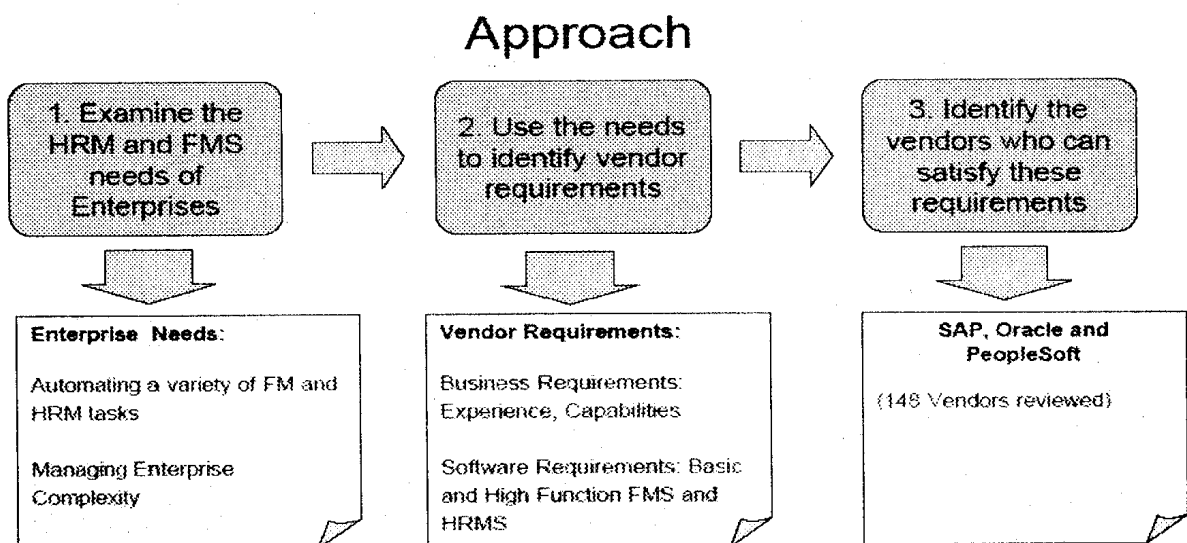 Approach
1. Examine the
HRM and FMS
needs of
Enterprises
2. Use the needs
to identify vendor
requirements
3. Identify the
vendors who can
satisfy these
requirements
Enterprise Needs:
Automating a variety of FM and
HRM tasks
Managing Enterprise
Complexity
Vendor Requirements:
Business Requirements:
Experience, Capabilities
Software Requirements: Basic
and High Function FMS and
HRMS
SAP, Oracle and
PeopleSoft
(148 Vendors reviewed)